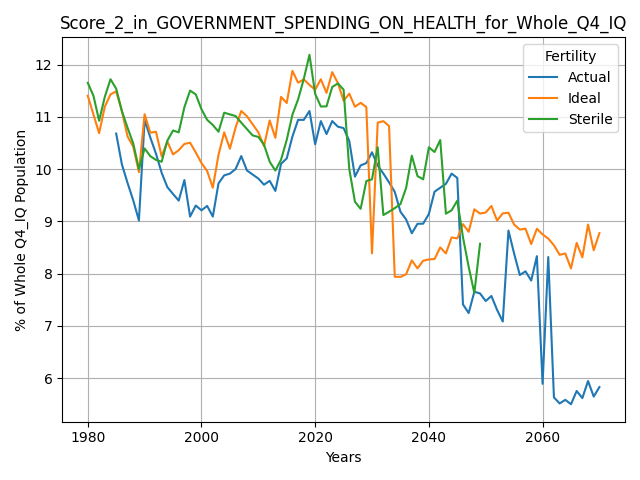 Score_2_in_GOVERNMENT_SPENDING_ON_HEALTH_for_Whole_Q4_IQ
Fertility
Actual
Ideal
Sterile
% of Whole Q4_IQ Population
12
11
10
9
8
7
6
1980 2000 2020 2040 2060
Years